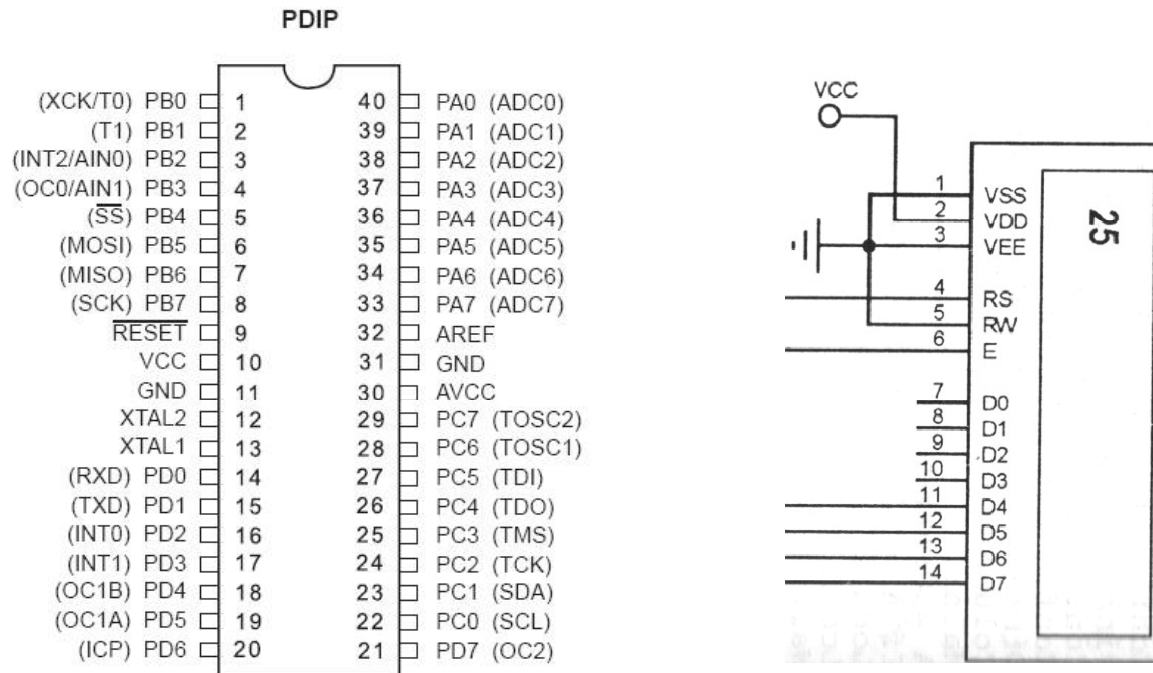 PDIP
(XCK/T0) PB0 1 40 PA0 (ADC0)
(T1) PB1 2 39 PA1 (ADC1)
(INT2/AIN0) PB2 3 38 PA2 (ADC2)
(OC0/AIN1) PB3 4 37 PA3 (ADC3)
(SS) PB4 5 36 PA4 (ADC4)
(MOSI) PB5 6 35 PA5 (ADC5)
(MISO) PB6 7 34 PA6 (ADC6)
(SCK) PB7 8 33 PA7 (ADC7)
RESET 9 32 AREF
VCC 10 31 GND
GND 11 30 AVCC
XTAL2 12 29 PC7 (TOSC2)
XTAL1 13 28 PC6 (TOSC1)
(RXD) PD0 14 27 PC5 (TDI)
(TXD) PD1 15 26 PC4 (TDO)
(INT0) PD2 16 25 PC3 (TMS)
(INT1) PD3 17 24 PC2 (TCK)
(OC1B) PD4 18 23 PC1 (SDA)
(OC1A) PD5 19 22 PC0 (SCL)
(ICP) PD6 20 21 PD7 (OC2)
VCC
1 VSS
2 VDD
3 VEE
4 RS
5 RW
6 E
7 D0
8 D1
9 D2
10 D3
11 D4
12 D5
13 D6
14 D7
25